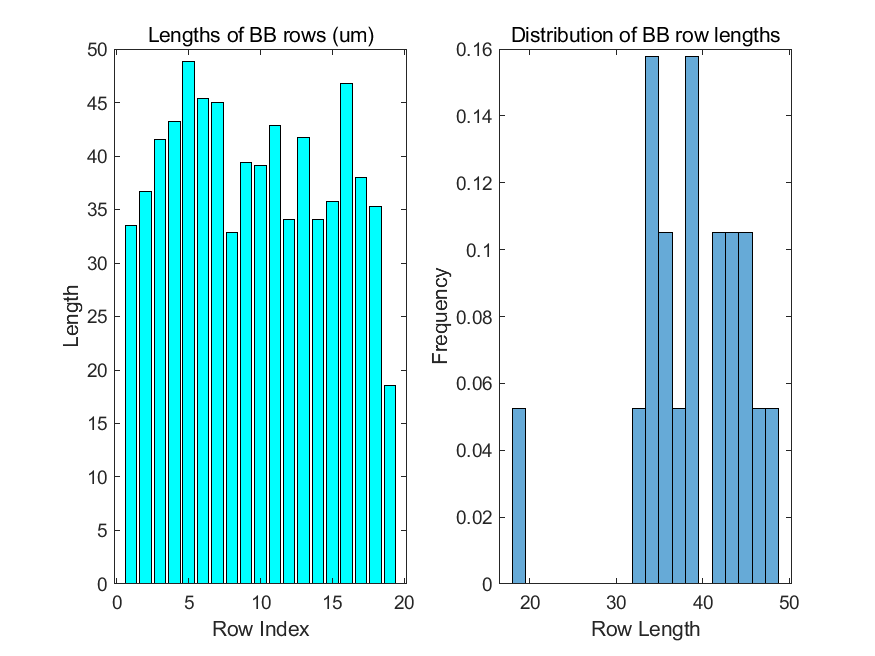 Lengths of BB rows (um)
50
45
40
35
30
25
20
15
10
5
0
Length
0 5 10 15 20
Row Index
Distribution of BB row lengths
0.16
0.14
0.12
0.1
0.08
0.06
0.04
0.02
0
Frequency
20 30 40 50
Row Length